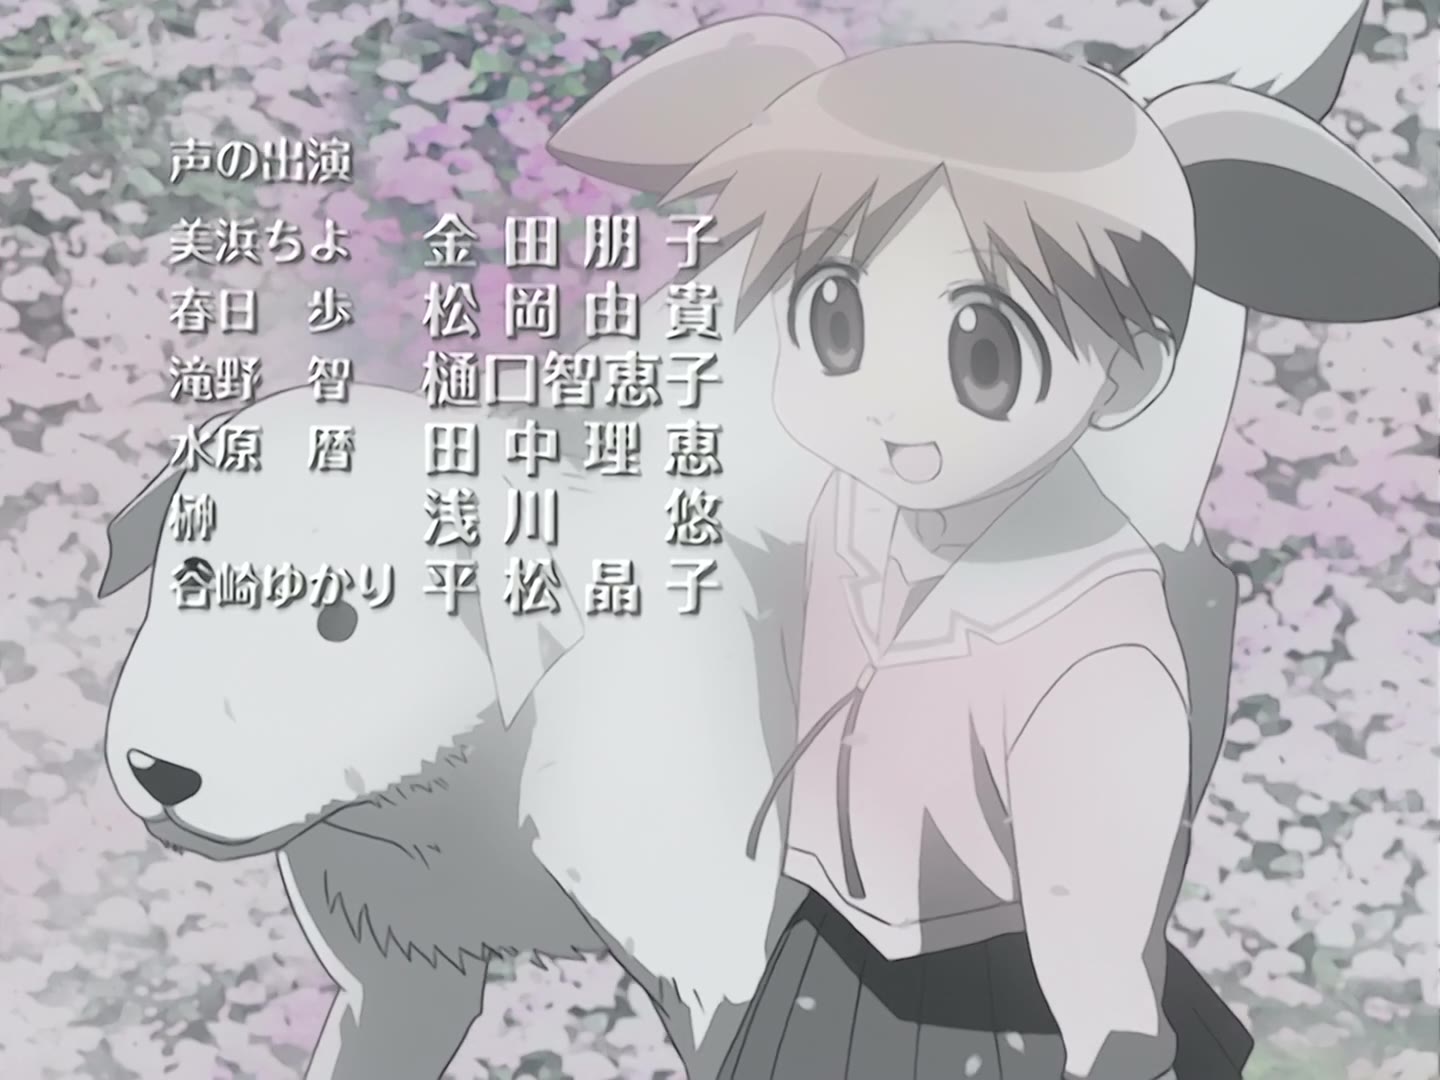 声の出演
美浜ちよ 金田朋子
春日 歩 松岡由貴
滝野 智 樋口智恵子
水原 暦 田中理恵
榊 浅川 悠
谷崎ゆかり 平松晶子